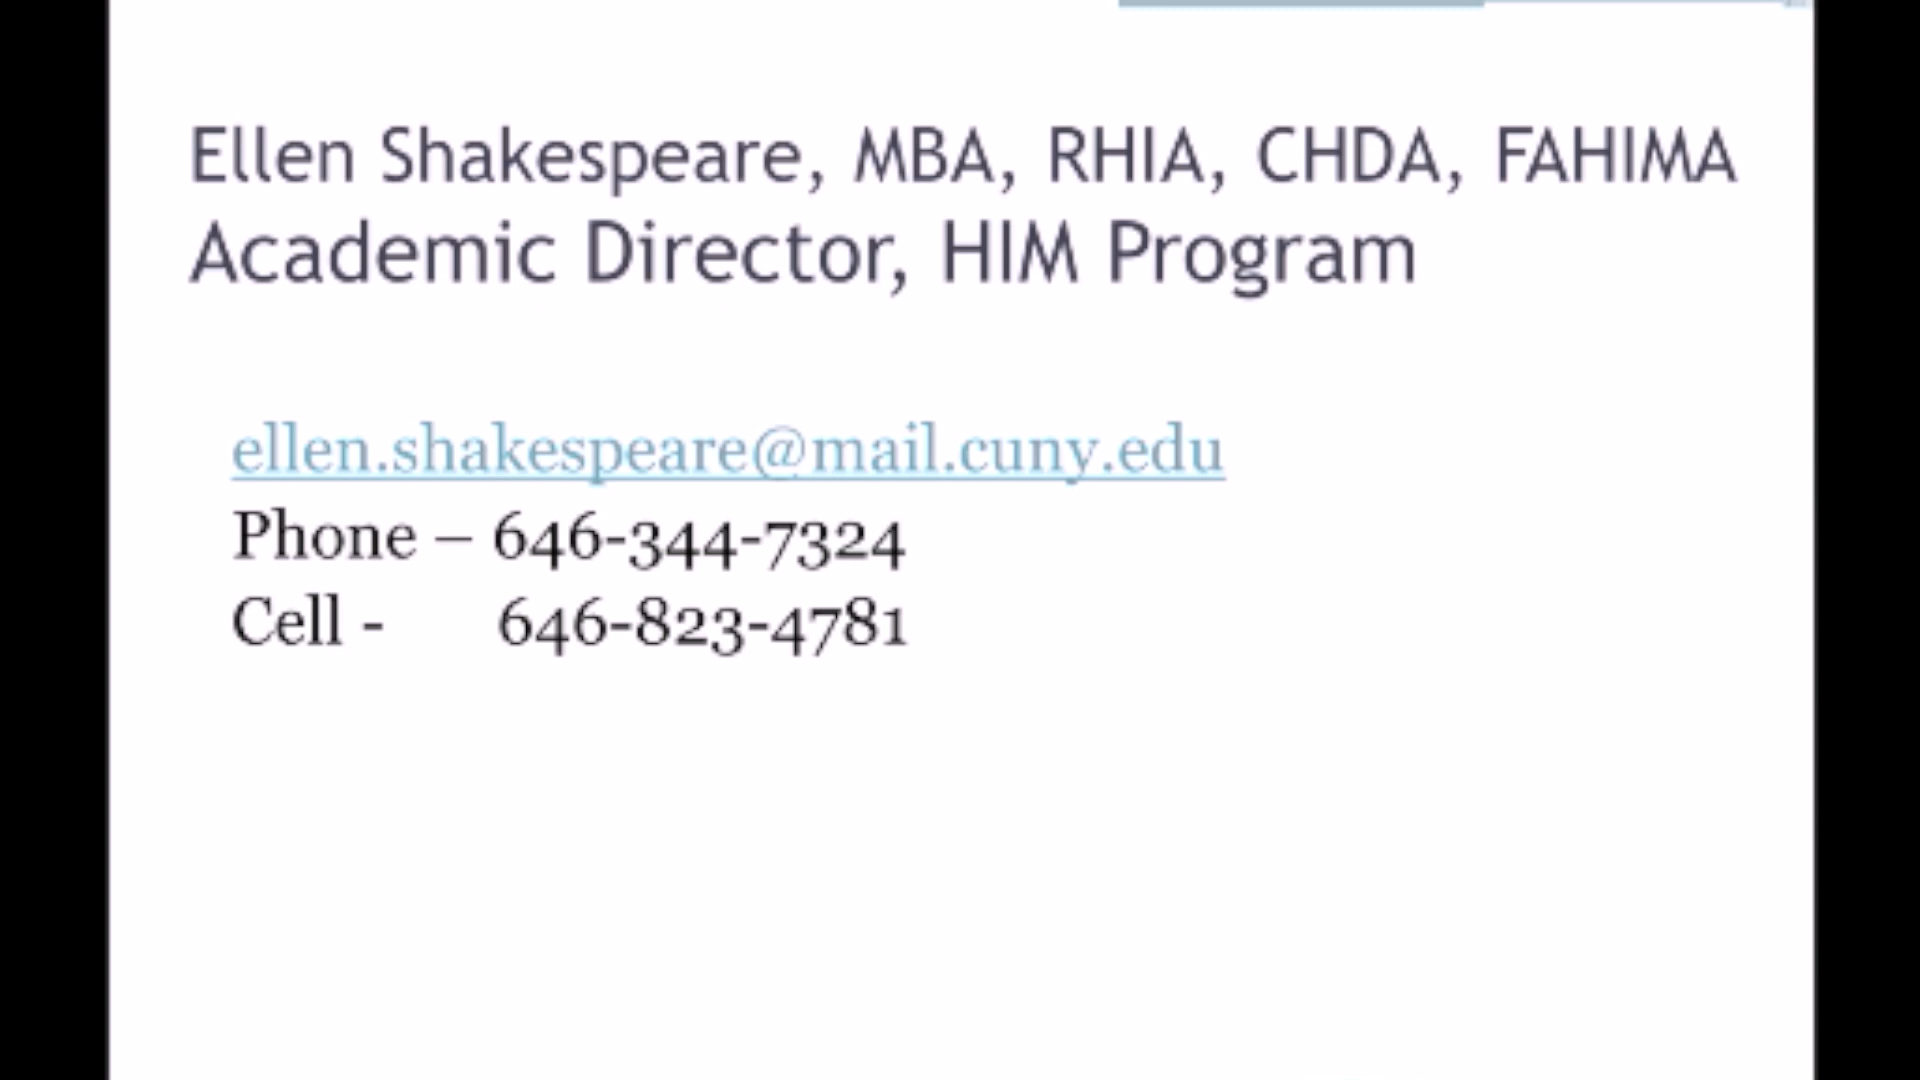 Ellen Shakespeare, MBA, RHIA, CHDA, FAHIMA
Academic Director, HIM Program
ellen.shakespeare@mail.cuny.edu
Phone – 646-344-7324
Cell - 646-823-4781